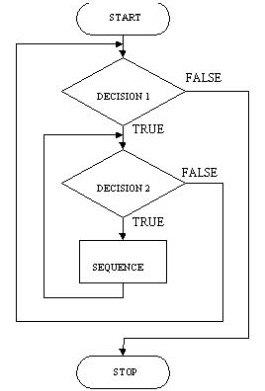 START
FALSE
DECISION 1
TRUE
FALSE
DECISION 2
TRUE
SEQUENCE
STOP